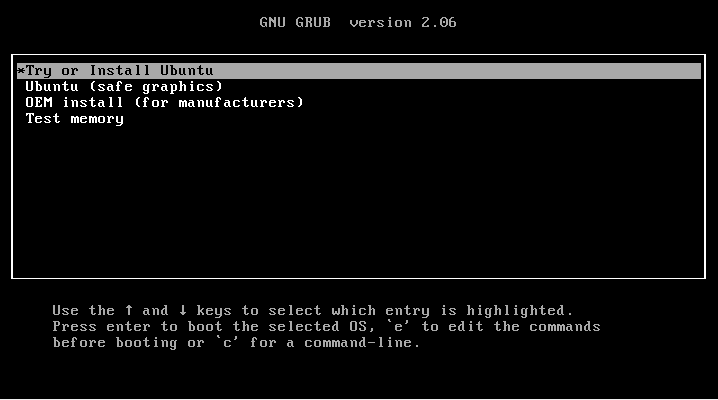 GNU GRUB  version 2.06
*Try or Install Ubuntu
Ubuntu (safe graphics)
OEM install (for manufacturers)
Test memory
Use the ↑ and ↓ keys to select which entry is highlighted.
Press enter to boot the selected OS, `e' to edit the commands
before booting or `c' for a command-line.